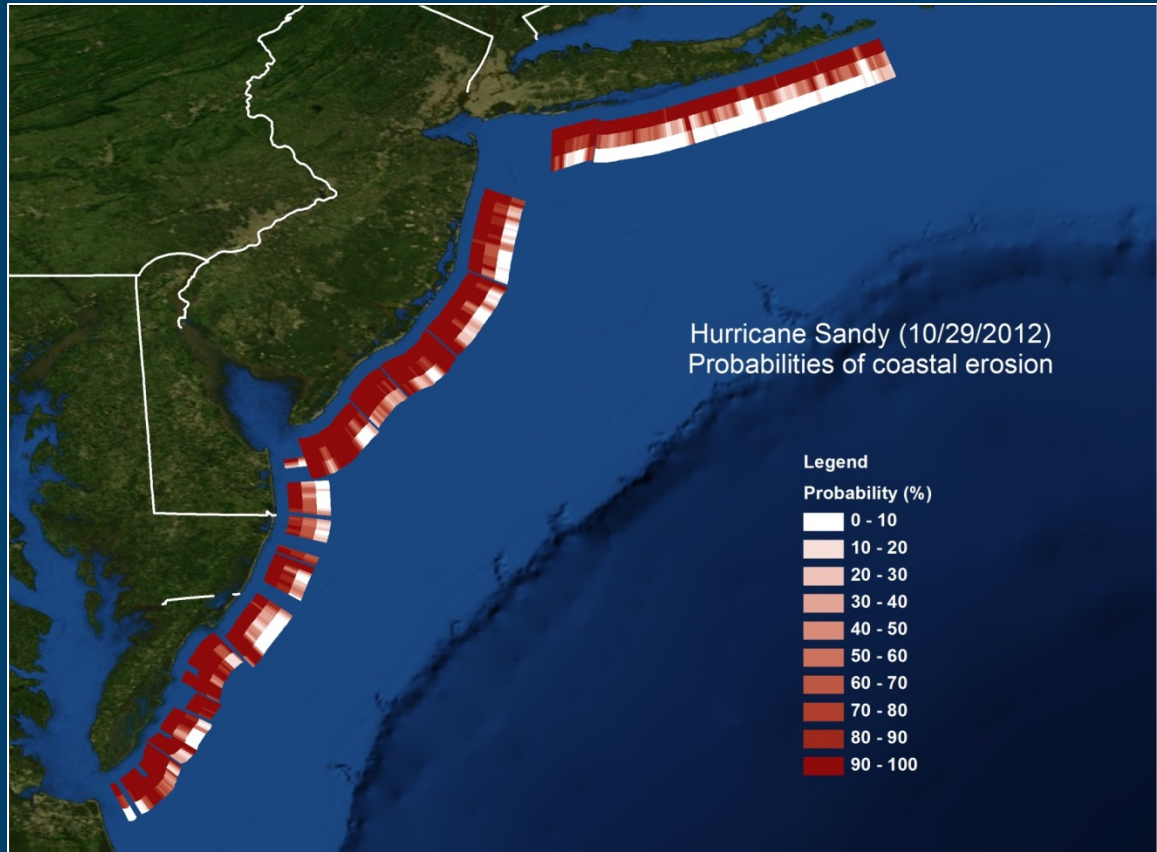 Hurricane Sandy (10/29/2012)
Probabilities of coastal erosion
Legend
Probability (%)
0 - 10
10 - 20
20 - 30
30 - 40
40 - 50
50 - 60
60 - 70
70 - 80
80 - 90
90 - 100